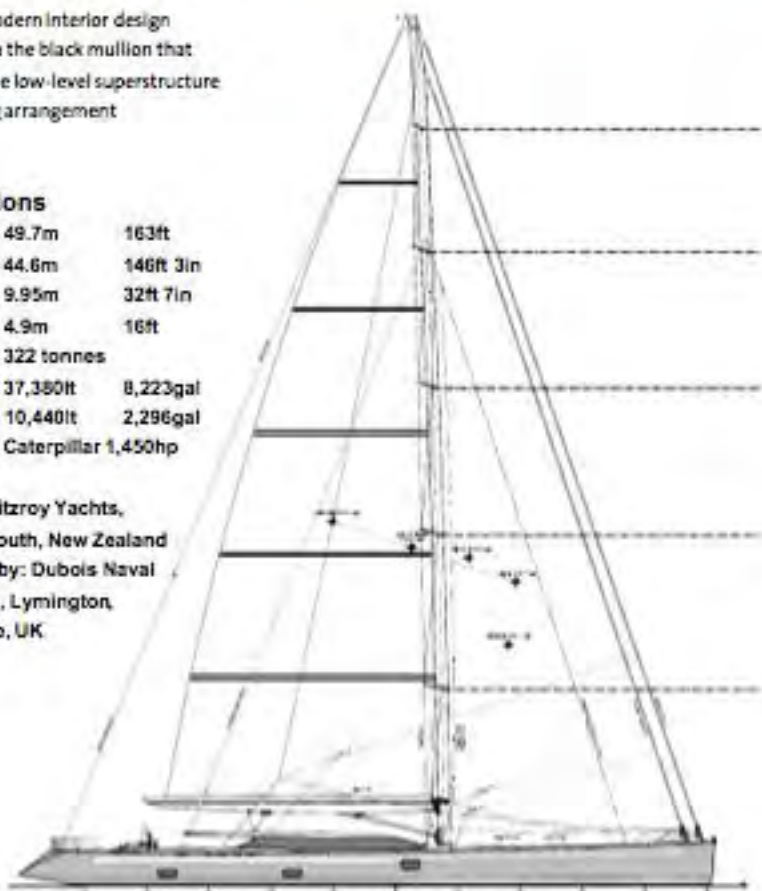 odern interior design
the black mullion that
e low-level superstructure
g arrangement
ions
49.7m 163ft
44.6m 146ft 3in
9.95m 32ft 7in
4.9m 16ft
322 tonnes
37,380lt 8,223gal
10,440lt 2,296gal
Caterpillar 1,450hp
itzroy Yachts,
outh, New Zealand
by: Dubois Naval
, Lymington,
, UK